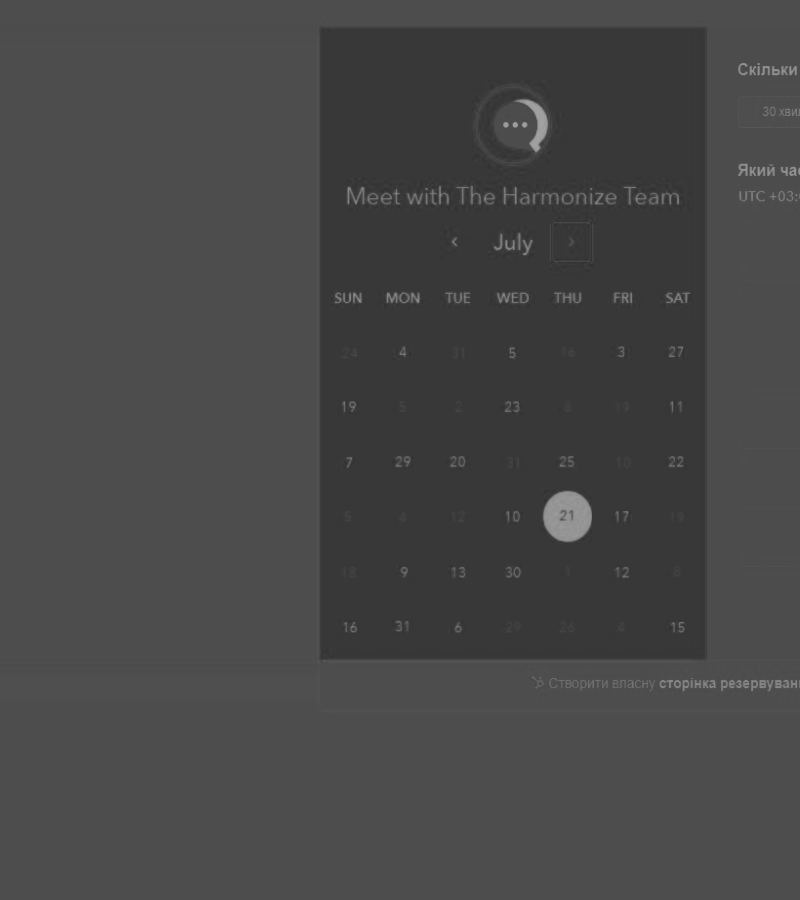 Meet with The Harmonize Team
July
SUN MON TUE WED THU FRI SAT
24 4 31 5 16 3 27
19 5 2 23 8 19 11
7 29 20 31 25 10 22
5 4 12 10 21 17 19
18 9 13 30 1 12 8
16 31 6 29 26 4 15
Скільки
30 хви
Який час
UTC +03:
Створити власну сторінка резервуван